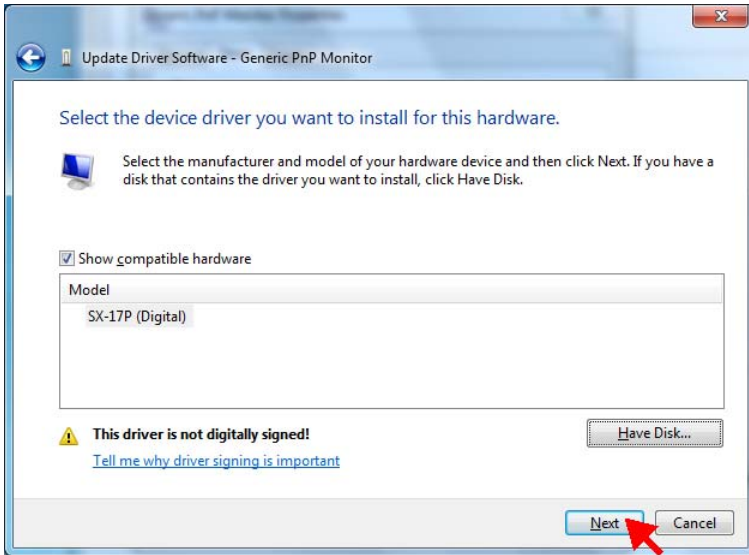 Update Driver Software - Generic PnP Monitor
Select the device driver you want to install for this hardware.
Select the manufacturer and model of your hardware device and then click Next. If you have a
disk that contains the driver you want to install, click Have Disk.
Show compatible hardware
Model
SX-17P (Digital)
This driver is not digitally signed!
Have Disk...
Tell me why driver signing is important
Next
Cancel